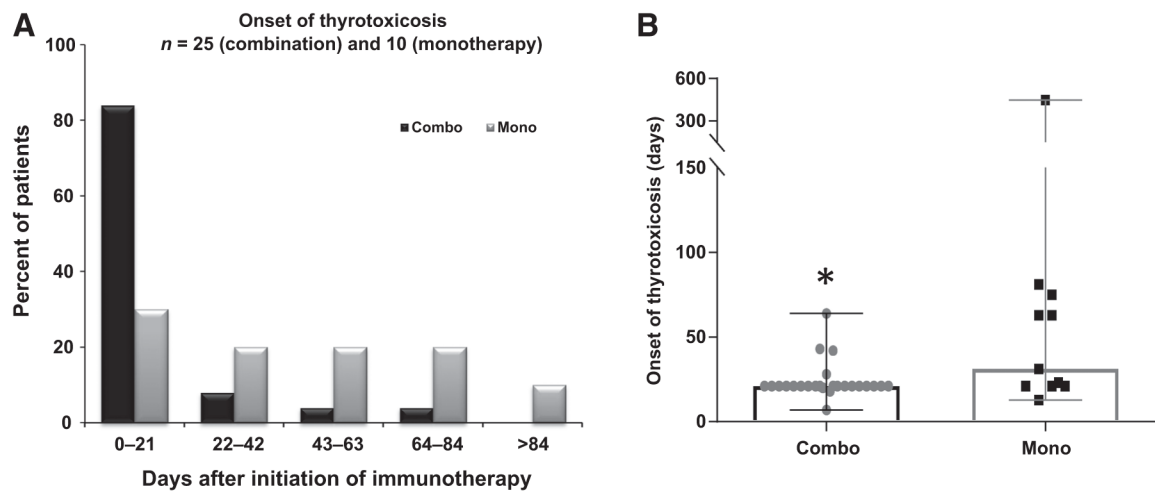 A
Onset of thyrotoxicosis
n = 25 (combination) and 10 (monotherapy)
Percent of patients
100
80
60
40
20
0
Combo
Mono
0–21
22–42
43–63
64–84
>84
Days after initiation of immunotherapy
B
Onset of thyrotoxicosis (days)
600
300
150
100
50
0
*
Combo
Mono